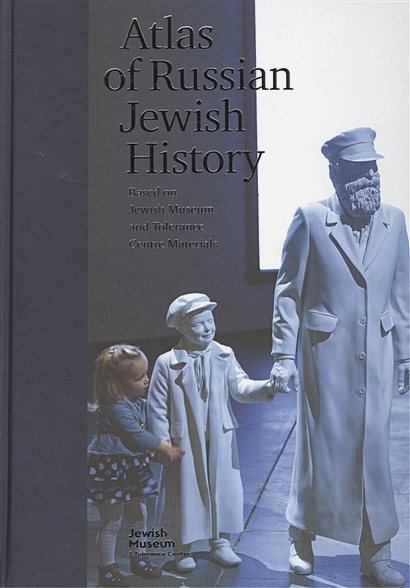 Atlas
of Russian
Jewish
History
Based on
Jewish Museum
and Tolerance
Centre Materials
Jewish
Museum
& Tolerance Center